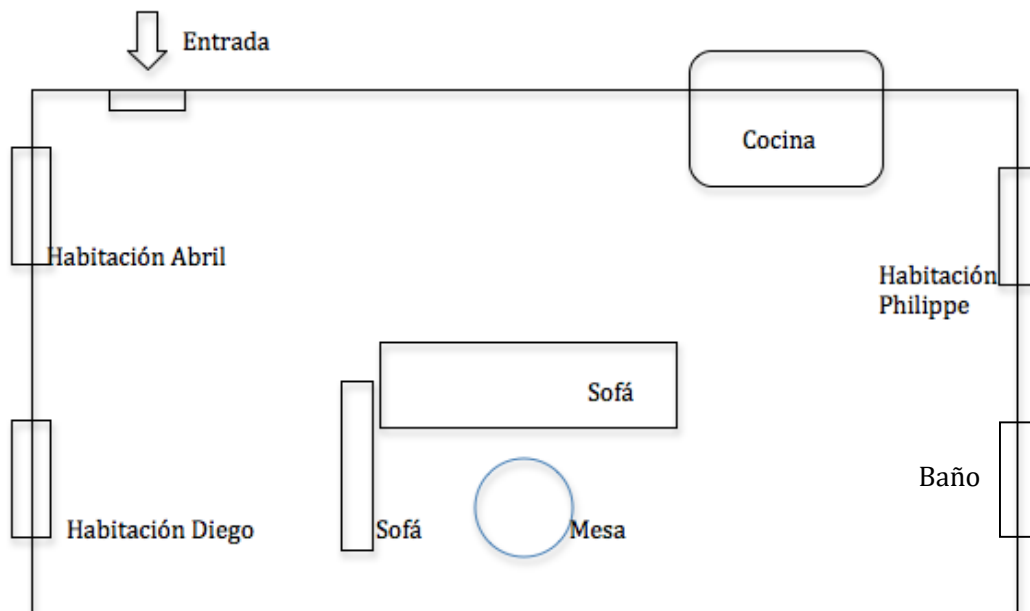 Entrada
Cocina
Habitación Abril
Habitación
Philippe
Sofá
Baño
Habitación Diego
Sofá
Mesa